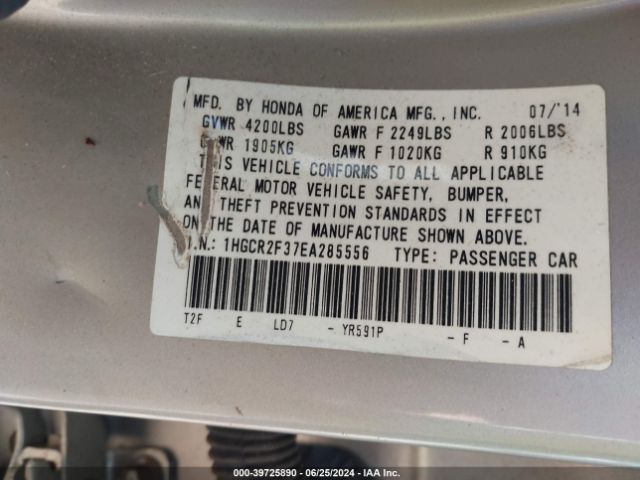 MFD. BY HONDA OF AMERICA MFG., INC. 07/'14
GVWR 4200LBS GAWR F 2249LBS R 2006LBS
GVWR 1905KG GAWR F 1020KG R 910KG
THIS VEHICLE CONFORMS TO ALL APPLICABLE
FEDERAL MOTOR VEHICLE SAFETY, BUMPER,
AND THEFT PREVENTION STANDARDS IN EFFECT
ON THE DATE OF MANUFACTURE SHOWN ABOVE.
V.I.N.: 1HGCR2F37EA285556 TYPE: PASSENGER CAR
T2F E LD7 - YR591P - F - A
000-39725890 | 06/25/2024 - IAA Inc.